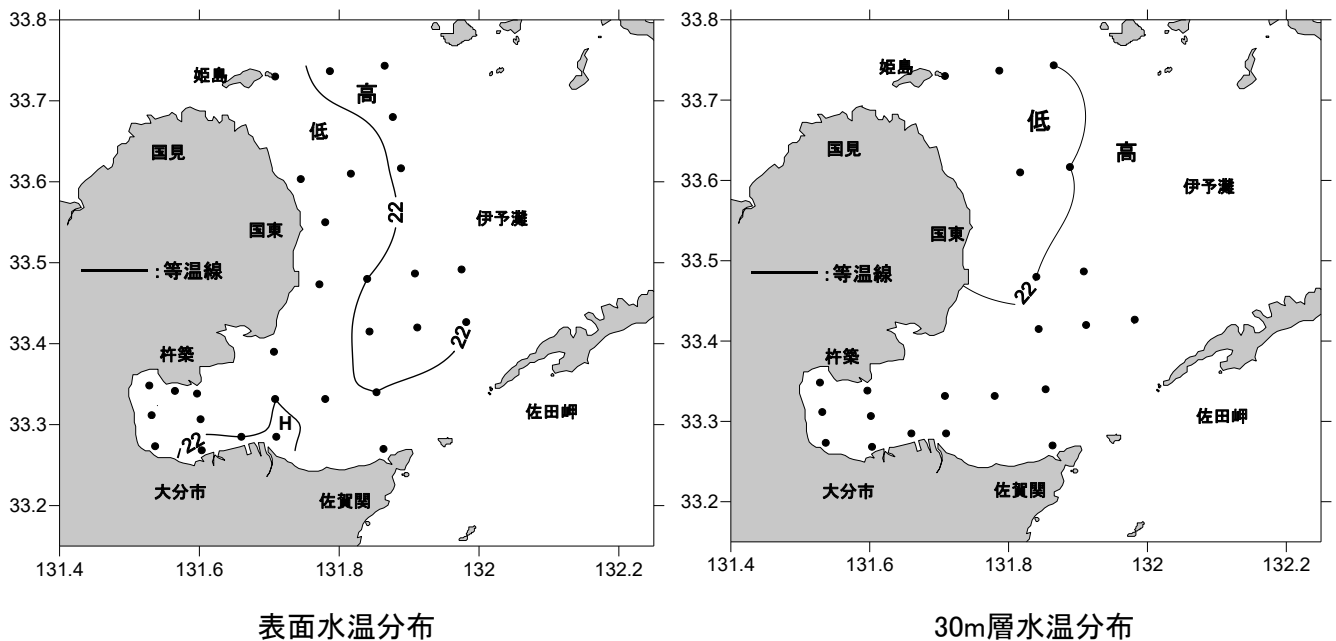 33.8
33.7
33.6
33.5
33.4
33.3
33.2
131.4
131.6
131.8
132
132.2
姫島
高
低
国見
国東
22
伊予灘
:等温線
杵築
22
佐田岬
H
22
大分市
佐賀関
表面水温分布
33.8
33.7
33.6
33.5
33.4
33.3
33.2
131.4
131.6
131.8
132
132.2
姫島
低
高
国見
伊予灘
国東
:等温線
22
杵築
佐田岬
大分市
佐賀関
30m層水温分布